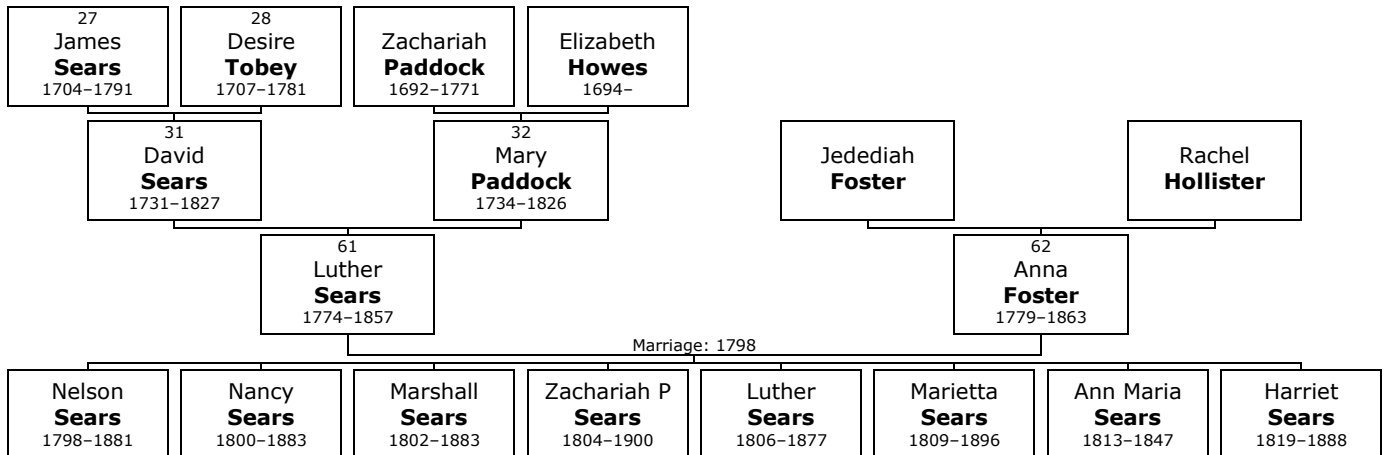 27
James
Sears
1704–1791
28
Desire
Tobey
1707–1781
Zachariah
Paddock
1692–1771
Elizabeth
Howes
1694–
31
David
Sears
1731–1827
32
Mary
Paddock
1734–1826
Jedediah
Foster
Rachel
Hollister
61
Luther
Sears
1774–1857
62
Anna
Foster
1779–1863
Marriage: 1798
Nelson
Sears
1798–1881
Nancy
Sears
1800–1883
Marshall
Sears
1802–1883
Zachariah P
Sears
1804–1900
Luther
Sears
1806–1877
Marietta
Sears
1809–1896
Ann Maria
Sears
1813–1847
Harriet
Sears
1819–1888